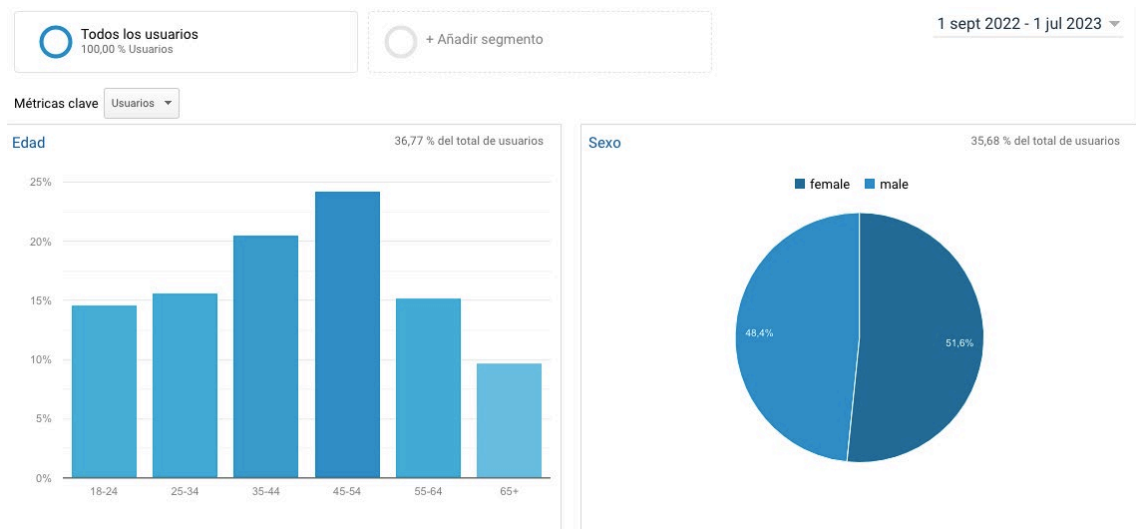 Todos los usuarios
100,00 % Usuarios
+ Añadir segmento
1 sept 2022 - 1 jul 2023
Métricas clave Usuarios
Edad
36,77 % del total de usuarios
25%
20%
15%
10%
5%
0%
18-24 25-34 35-44 45-54 55-64 65+
Sexo
35,68 % del total de usuarios
female male
48,4%
51,6%